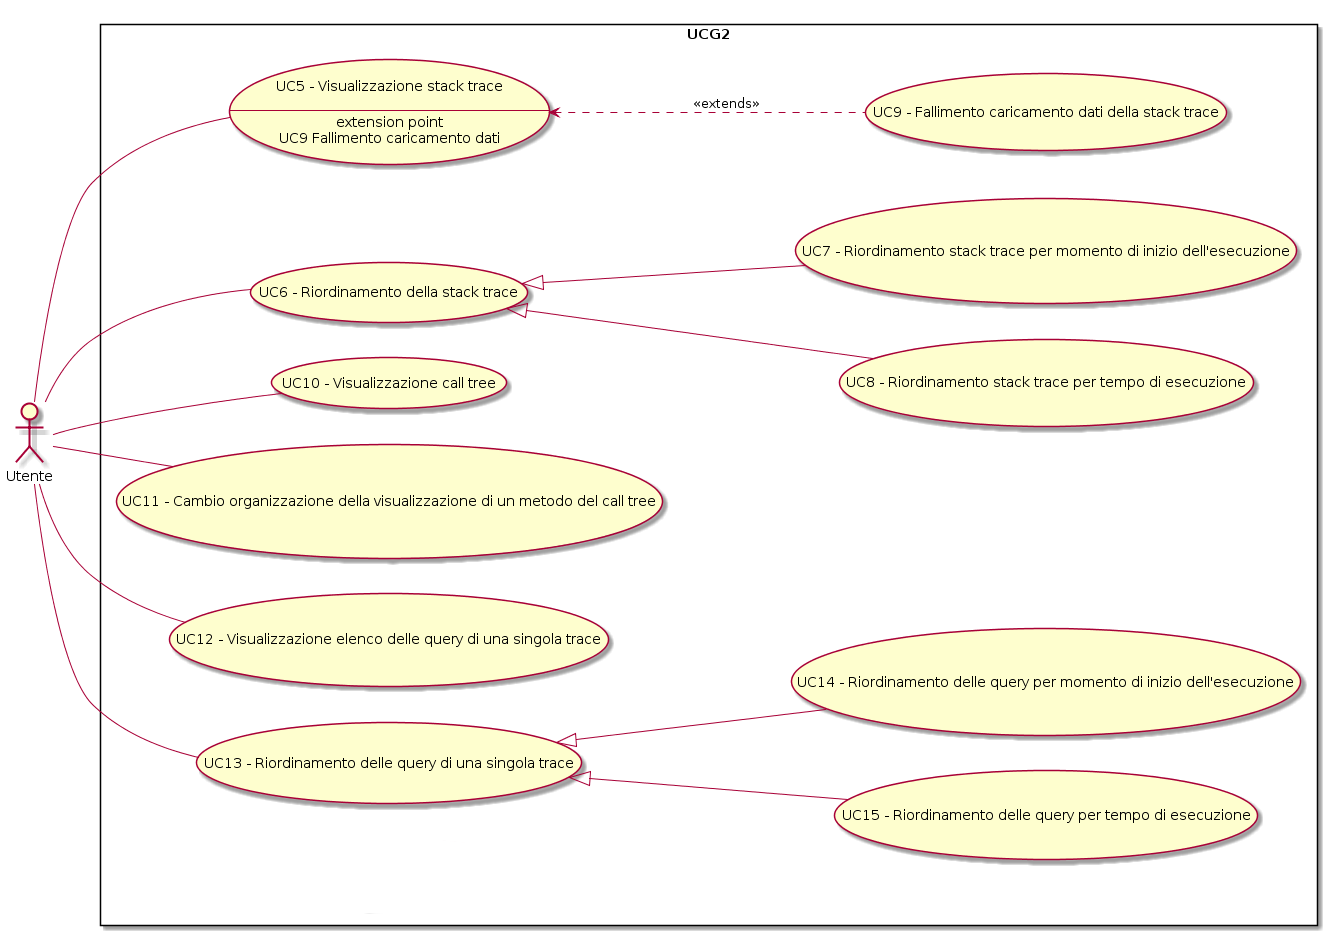 UCG2
UC5 - Visualizzazione stack trace
extension point
UC9 Fallimento caricamento dati
«extends»
UC9 - Fallimento caricamento dati della stack trace
UC7 - Riordinamento stack trace per momento di inizio dell'esecuzione
UC6 - Riordinamento della stack trace
UC10 - Visualizzazione call tree
UC8 - Riordinamento stack trace per tempo di esecuzione
Utente
UC11 - Cambio organizzazione della visualizzazione di un metodo del call tree
UC12 - Visualizzazione elenco delle query di una singola trace
UC14 - Riordinamento delle query per momento di inizio dell'esecuzione
UC13 - Riordinamento delle query di una singola trace
UC15 - Riordinamento delle query per tempo di esecuzione